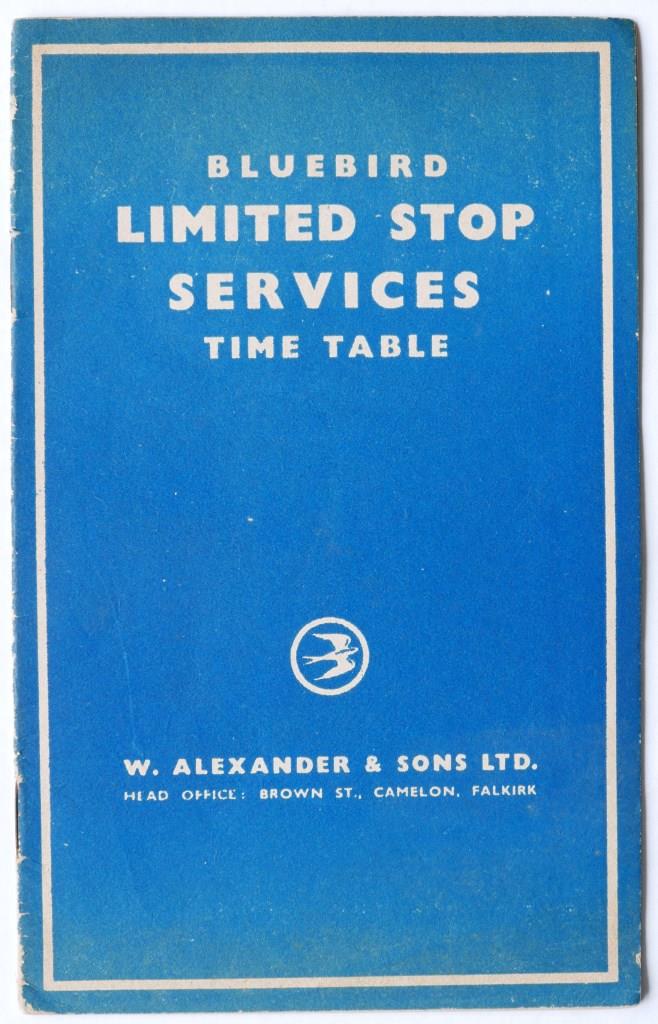 BLUEBIRD
LIMITED STOP
SERVICES
TIME TABLE
W. ALEXANDER & SONS LTD.
HEAD OFFICE: BROWN ST., CAMELON, FALKIRK